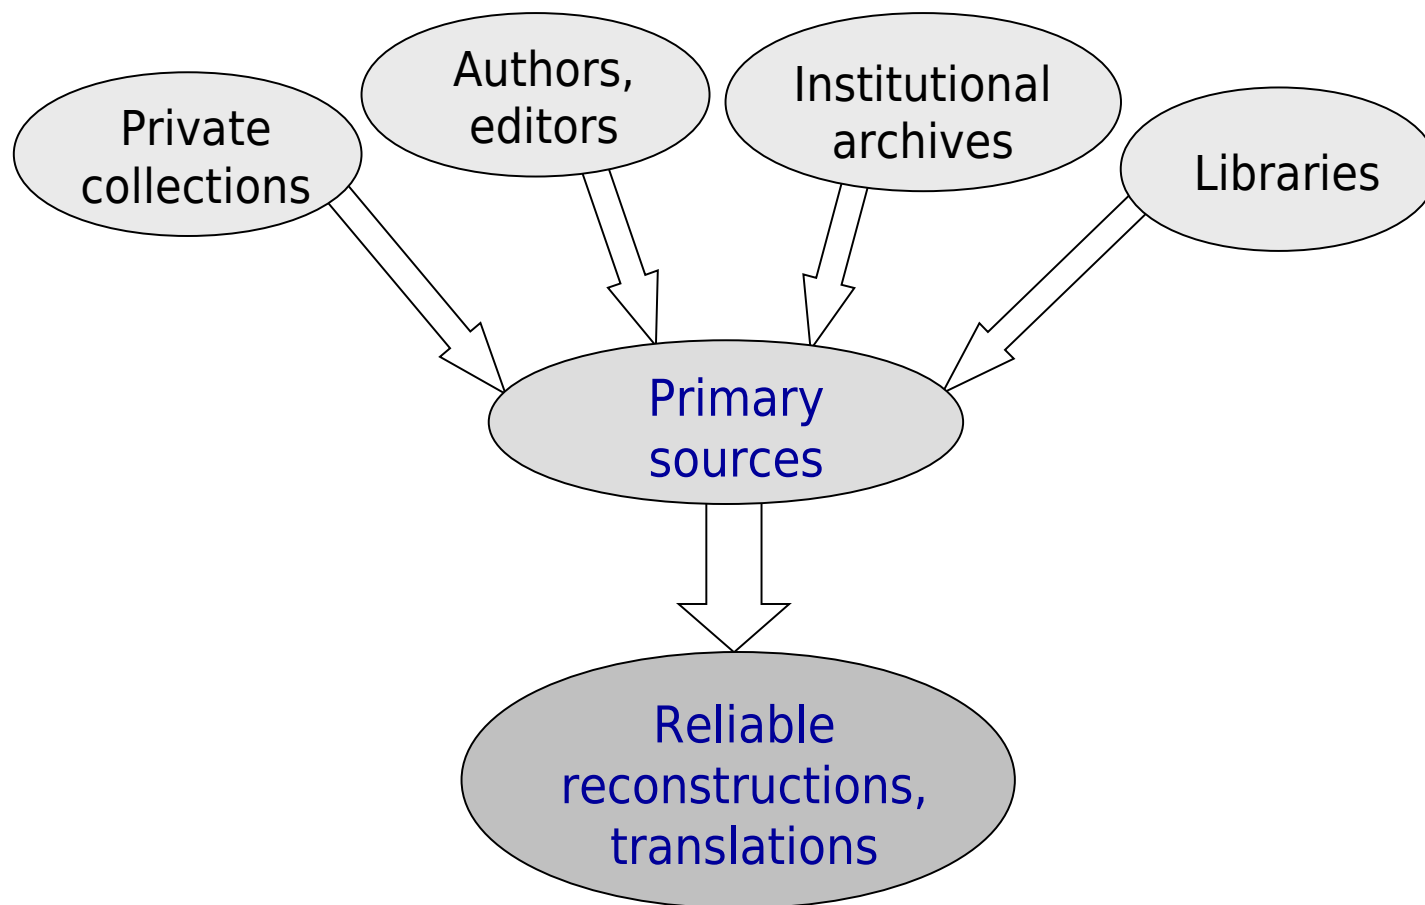 Private
collections
Authors,
editors
Institutional
archives
Libraries
Primary
sources
Reliable
reconstructions,
translations